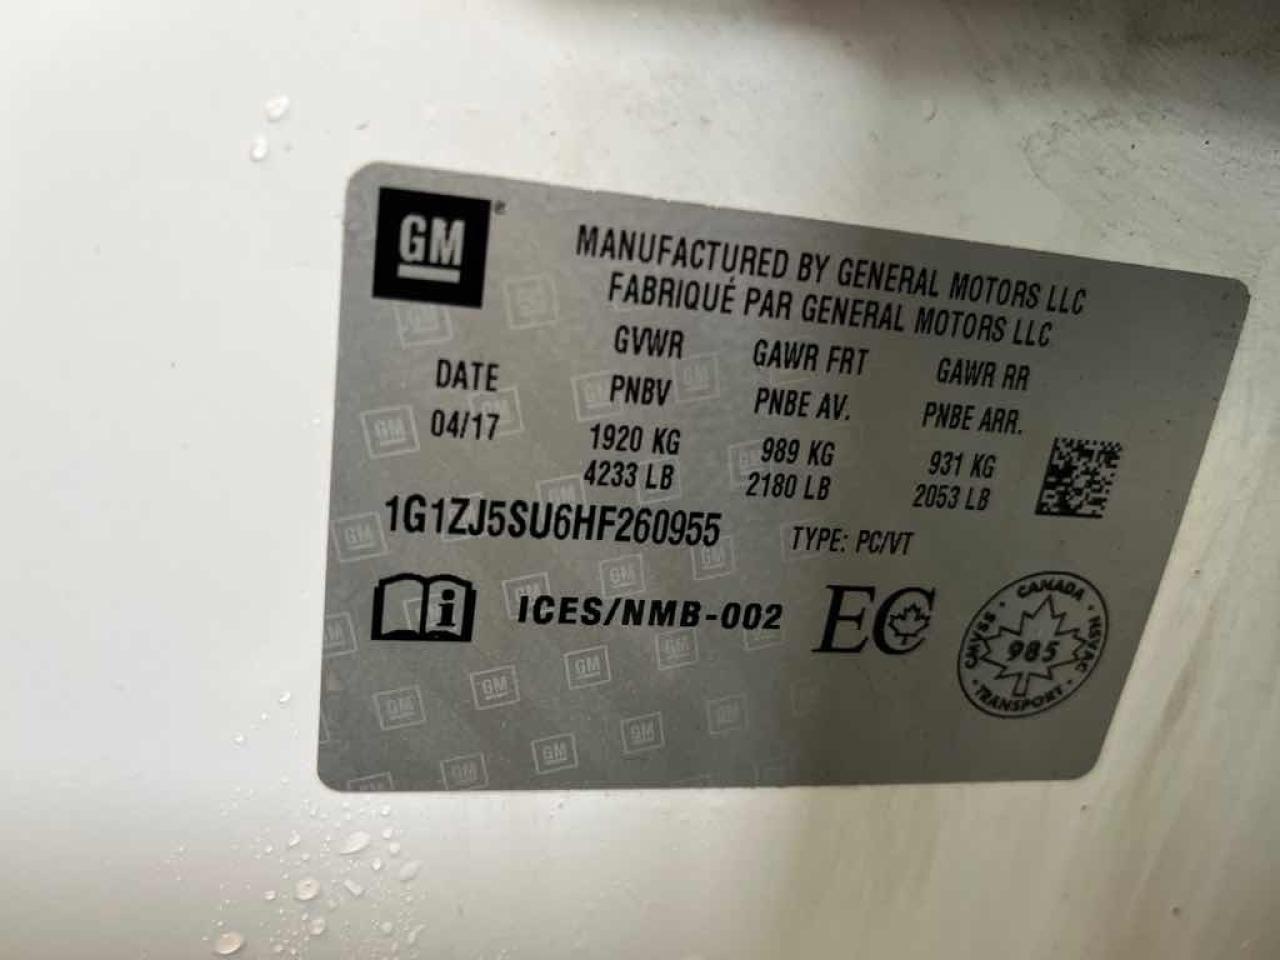 GM
MANUFACTURED BY GENERAL MOTORS LLC
FABRIQUÉ PAR GENERAL MOTORS LLC
DATE
04/17
GVWR
PNBV
1920 KG
4233 LB
GAWR FRT
PNBE AV.
989 KG
2180 LB
GAWR RR
PNBE ARR.
931 KG
2053 LB
1G1ZJ5SU6HF260955
TYPE: PC/VT
i
ICES/NMB-002
EC
CANADA
CMVSS
985
NSVAC
TRANSPORT